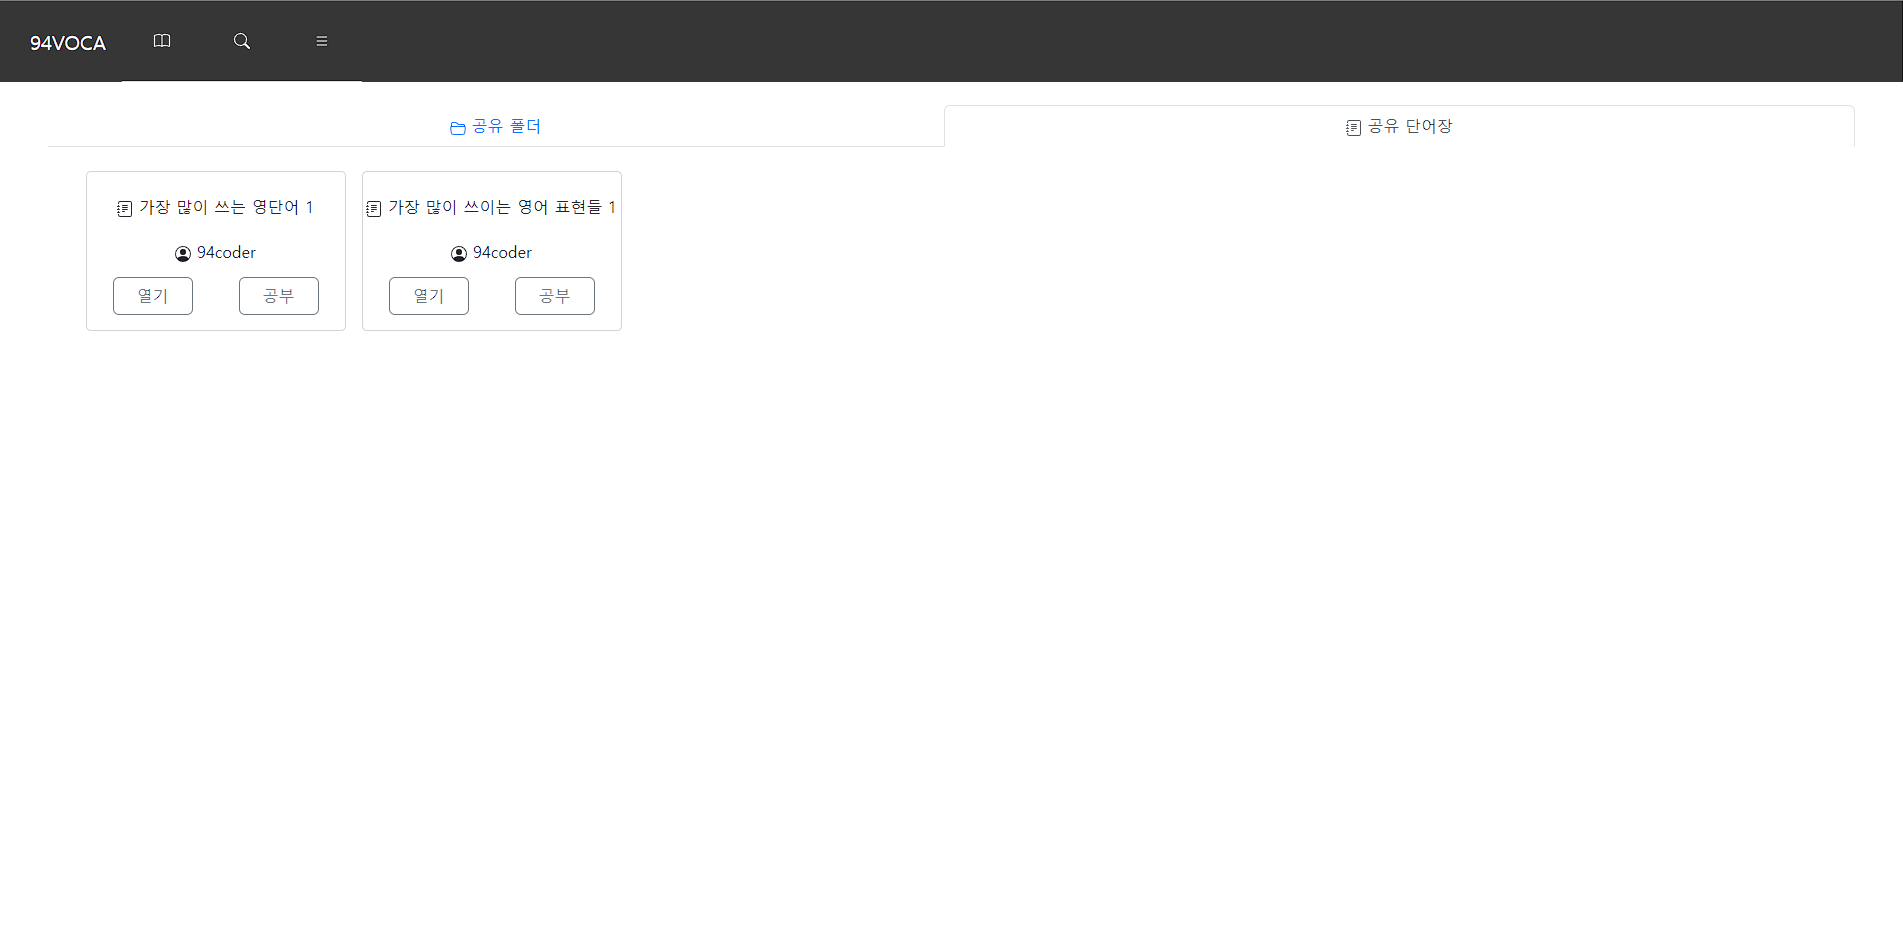 94VOCA
공유 폴더
공유 단어장
가장 많이 쓰는 영단어 1
94coder
열기 공부
가장 많이 쓰이는 영어 표현들 1
94coder
열기 공부